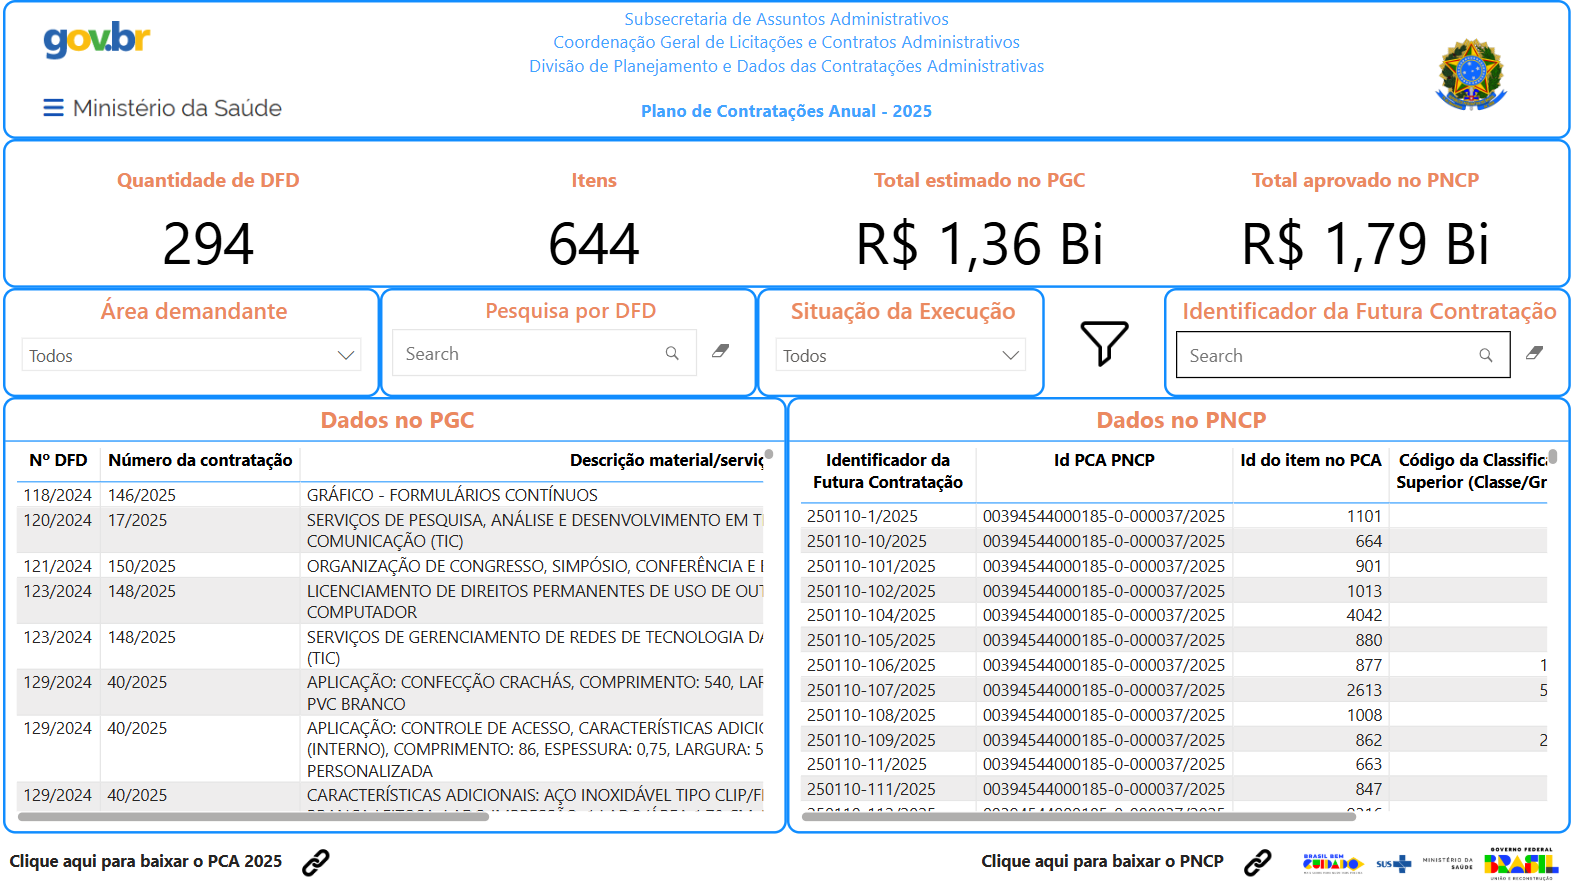 gov.br
Ministério da Saúde
Subsecretaria de Assuntos Administrativos
Coordenação Geral de Licitações e Contratos Administrativos
Divisão de Planejamento e Dados das Contratações Administrativas
Plano de Contratações Anual - 2025
Quantidade de DFD
294
Itens
644
Total estimado no PGC
R$ 1,36 Bi
Total aprovado no PNCP
R$ 1,79 Bi
Área demandante
Todos
Pesquisa por DFD
Search
Situação da Execução
Todos
Identificador da Futura Contratação
Search
Dados no PGC
Nº DFD Número da contratação Descrição material/serviç
118/2024 146/2025 GRÁFICO - FORMULÁRIOS CONTÍNUOS
120/2024 17/2025 SERVIÇOS DE PESQUISA, ANÁLISE E DESENVOLVIMENTO EM T
COMUNICAÇÃO (TIC)
121/2024 150/2025 ORGANIZAÇÃO DE CONGRESSO, SIMPÓSIO, CONFERÊNCIA E
123/2024 148/2025 LICENCIAMENTO DE DIREITOS PERMANENTES DE USO DE OUT
COMPUTADOR
123/2024 148/2025 SERVIÇOS DE GERENCIAMENTO DE REDES DE TECNOLOGIA DA
(TIC)
129/2024 40/2025 APLICAÇÃO: CONFECÇÃO CRACHÁS, COMPRIMENTO: 540, LAR
PVC BRANCO
129/2024 40/2025 APLICAÇÃO: CONTROLE DE ACESSO, CARACTERÍSTICAS ADICIO
(INTERNO), COMPRIMENTO: 86, ESPESSURA: 0,75, LARGURA: 5
PERSONALIZADA
129/2024 40/2025 CARACTERÍSTICAS ADICIONAIS: AÇO INOXIDÁVEL TIPO CLIP/F
Dados no PNCP
Identificador da Id PCA PNCP Id do item no PCA Código da Classific
Futura Contratação Superior (Classe/Gr
250110-1/2025 00394544000185-0-000037/2025 1101
250110-10/2025 00394544000185-0-000037/2025 664
250110-101/2025 00394544000185-0-000037/2025 901
250110-102/2025 00394544000185-0-000037/2025 1013
250110-104/2025 00394544000185-0-000037/2025 4042
250110-105/2025 00394544000185-0-000037/2025 880
250110-106/2025 00394544000185-0-000037/2025 877 1
250110-107/2025 00394544000185-0-000037/2025 2613 5
250110-108/2025 00394544000185-0-000037/2025 1008
250110-109/2025 00394544000185-0-000037/2025 862 2
250110-11/2025 00394544000185-0-000037/2025 663
250110-111/2025 00394544000185-0-000037/2025 847
Clique aqui para baixar o PCA 2025
Clique aqui para baixar o PNCP
BRASIL BEM
CUIDADO
SUS
MINISTÉRIO DA
SAÚDE
GOVERNO FEDERAL
BRASIL
UNIÃO E RECONSTRUÇÃO